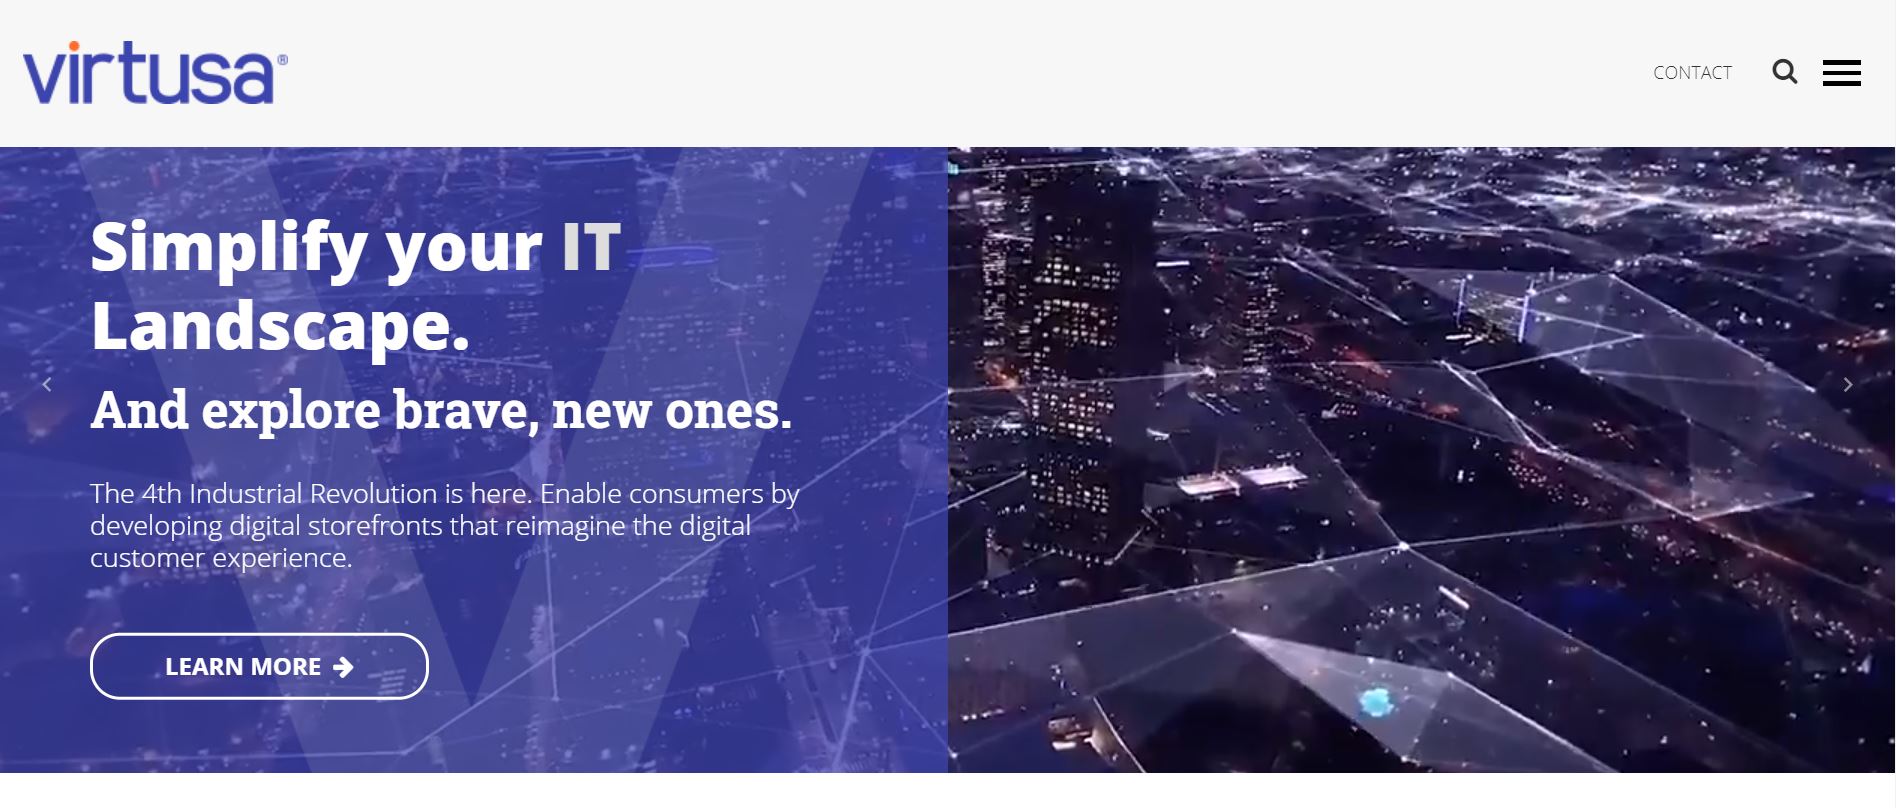 virtusa®
CONTACT
Simplify your IT
Landscape.
And explore brave, new ones.
The 4th Industrial Revolution is here. Enable consumers by
developing digital storefronts that reimagine the digital
customer experience.
LEARN MORE